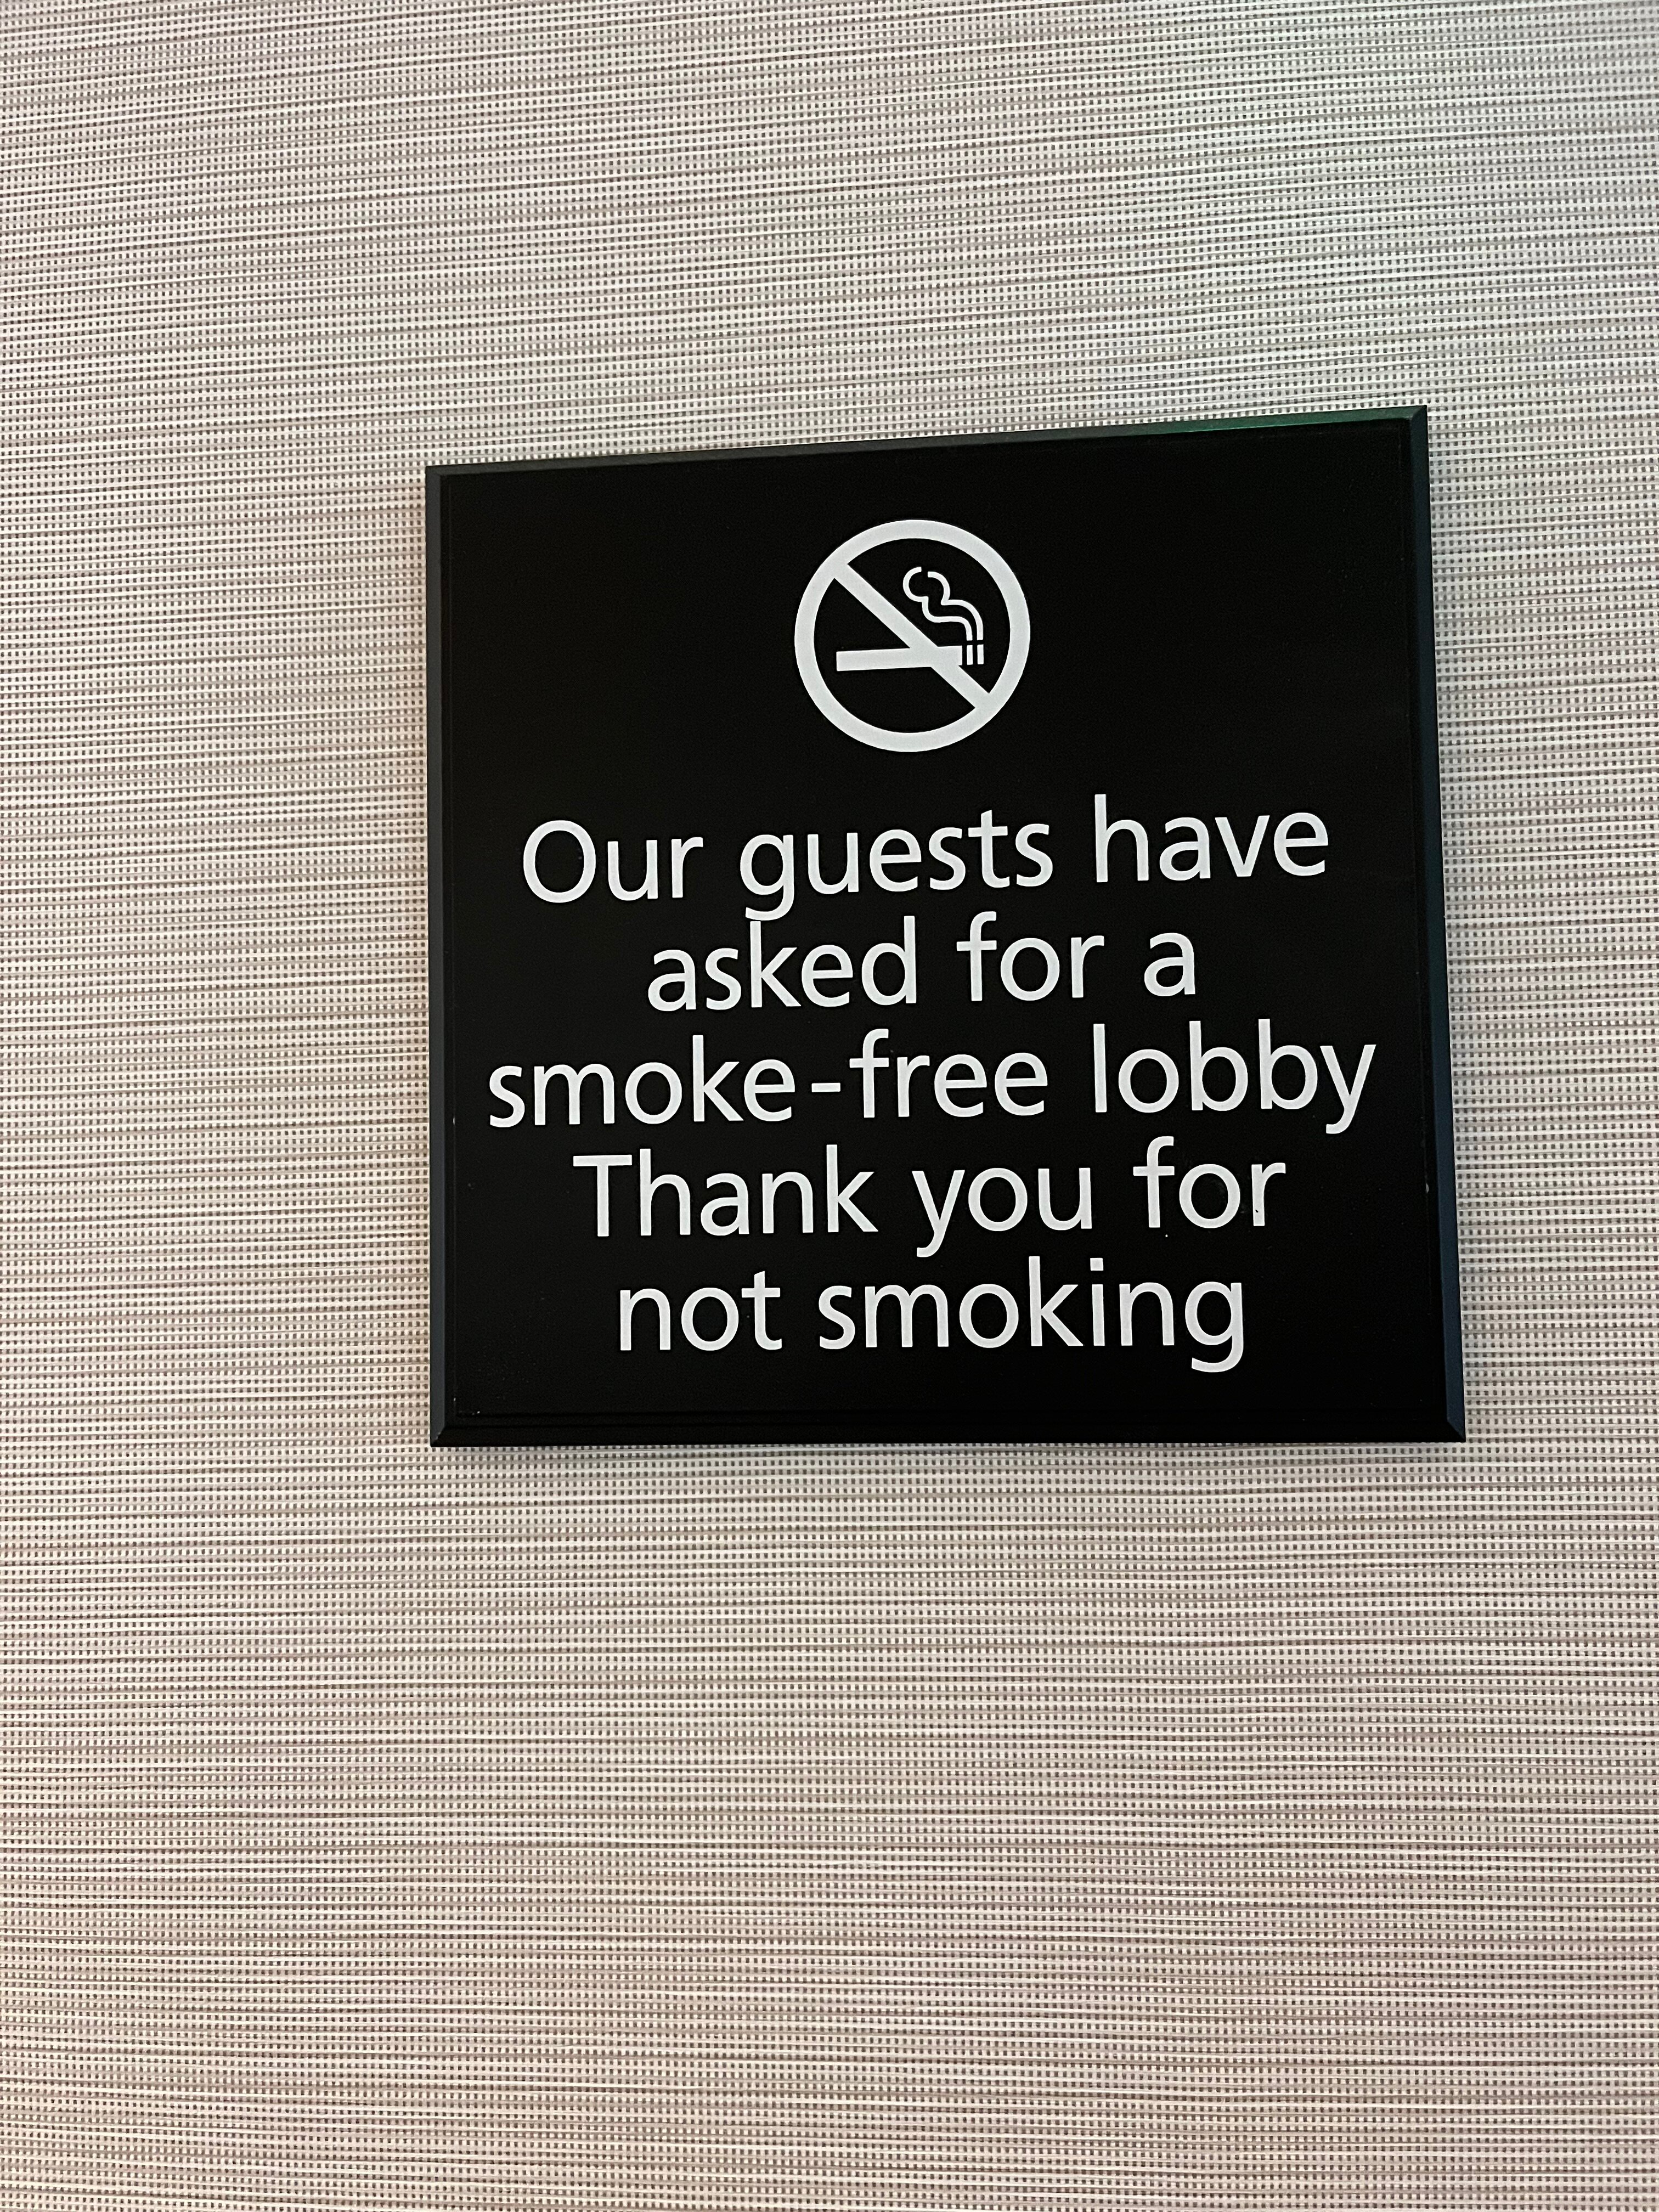 Our guests have
asked for a
smoke-free lobby
Thank you for
not smoking